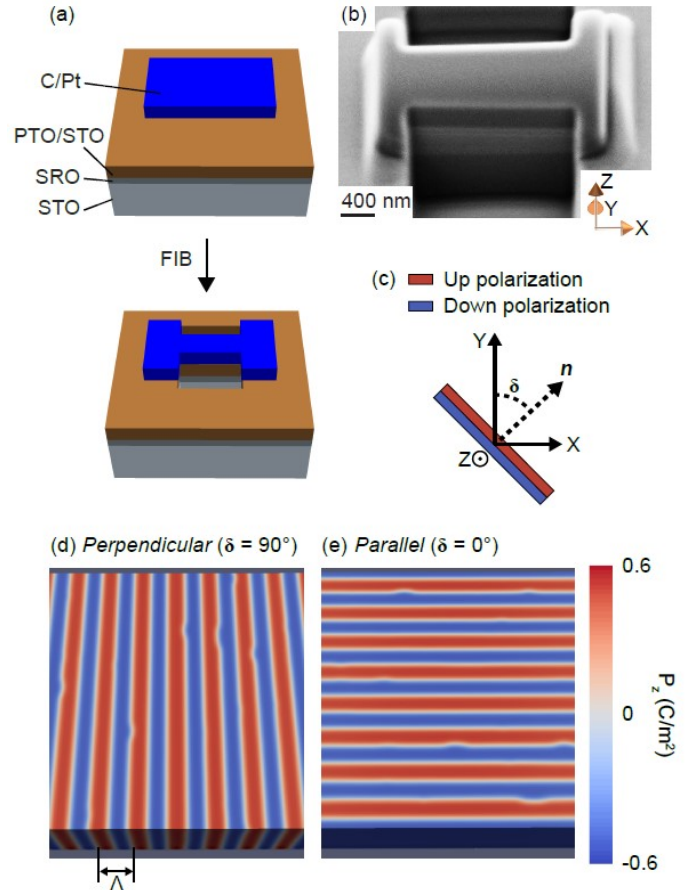 (a)
C/Pt
PTO/STO
SRO
STO
FIB
(b)
400 nm
Z
Y
X
(c)
Up polarization
Down polarization
Y
δ
n
X
Z
(d) Perpendicular (δ = 90°)
(e) Parallel (δ = 0°)
0.6
0
-0.6
P_z (C/m²)
Λ